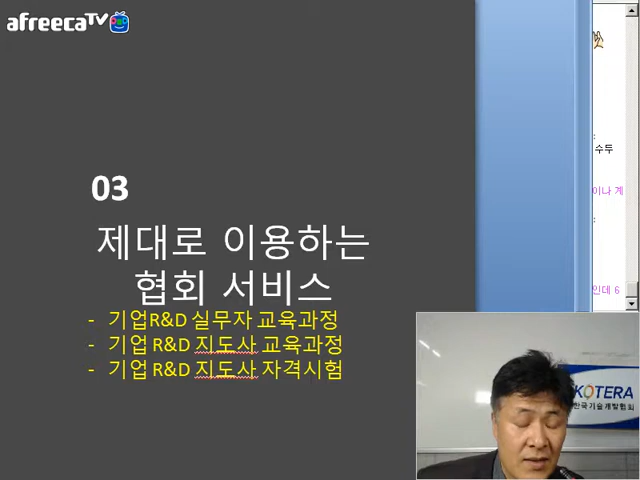 afreecaTV
03
제대로 이용하는
협회 서비스
- 기업R&D 실무자 교육과정
- 기업 R&D 지도사 교육과정
- 기업 R&D 지도사 자격시험
:
수두
이나 계
:
인데 6
KOTERA
한국기술개발협회